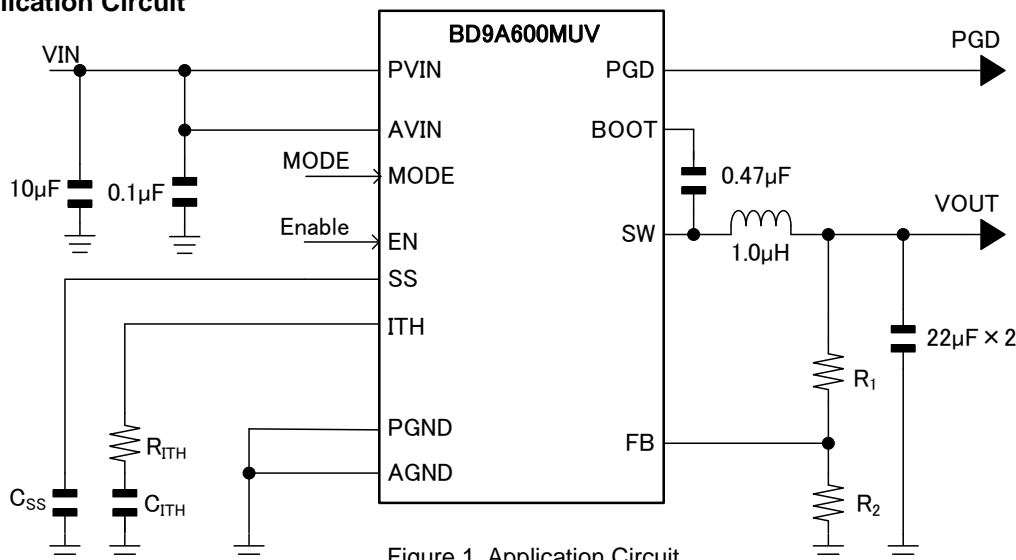 lication Circuit
BD9A600MUV
VIN
PVIN
PGD
PGD
AVIN
BOOT
MODE
MODE
10µF
0.1µF
0.47µF
Enable
EN
SW
VOUT
1.0µH
SS
ITH
22µF × 2
R1
PGND
FB
RITH
AGND
CSS
CITH
R2
Figure 1. Application Circuit